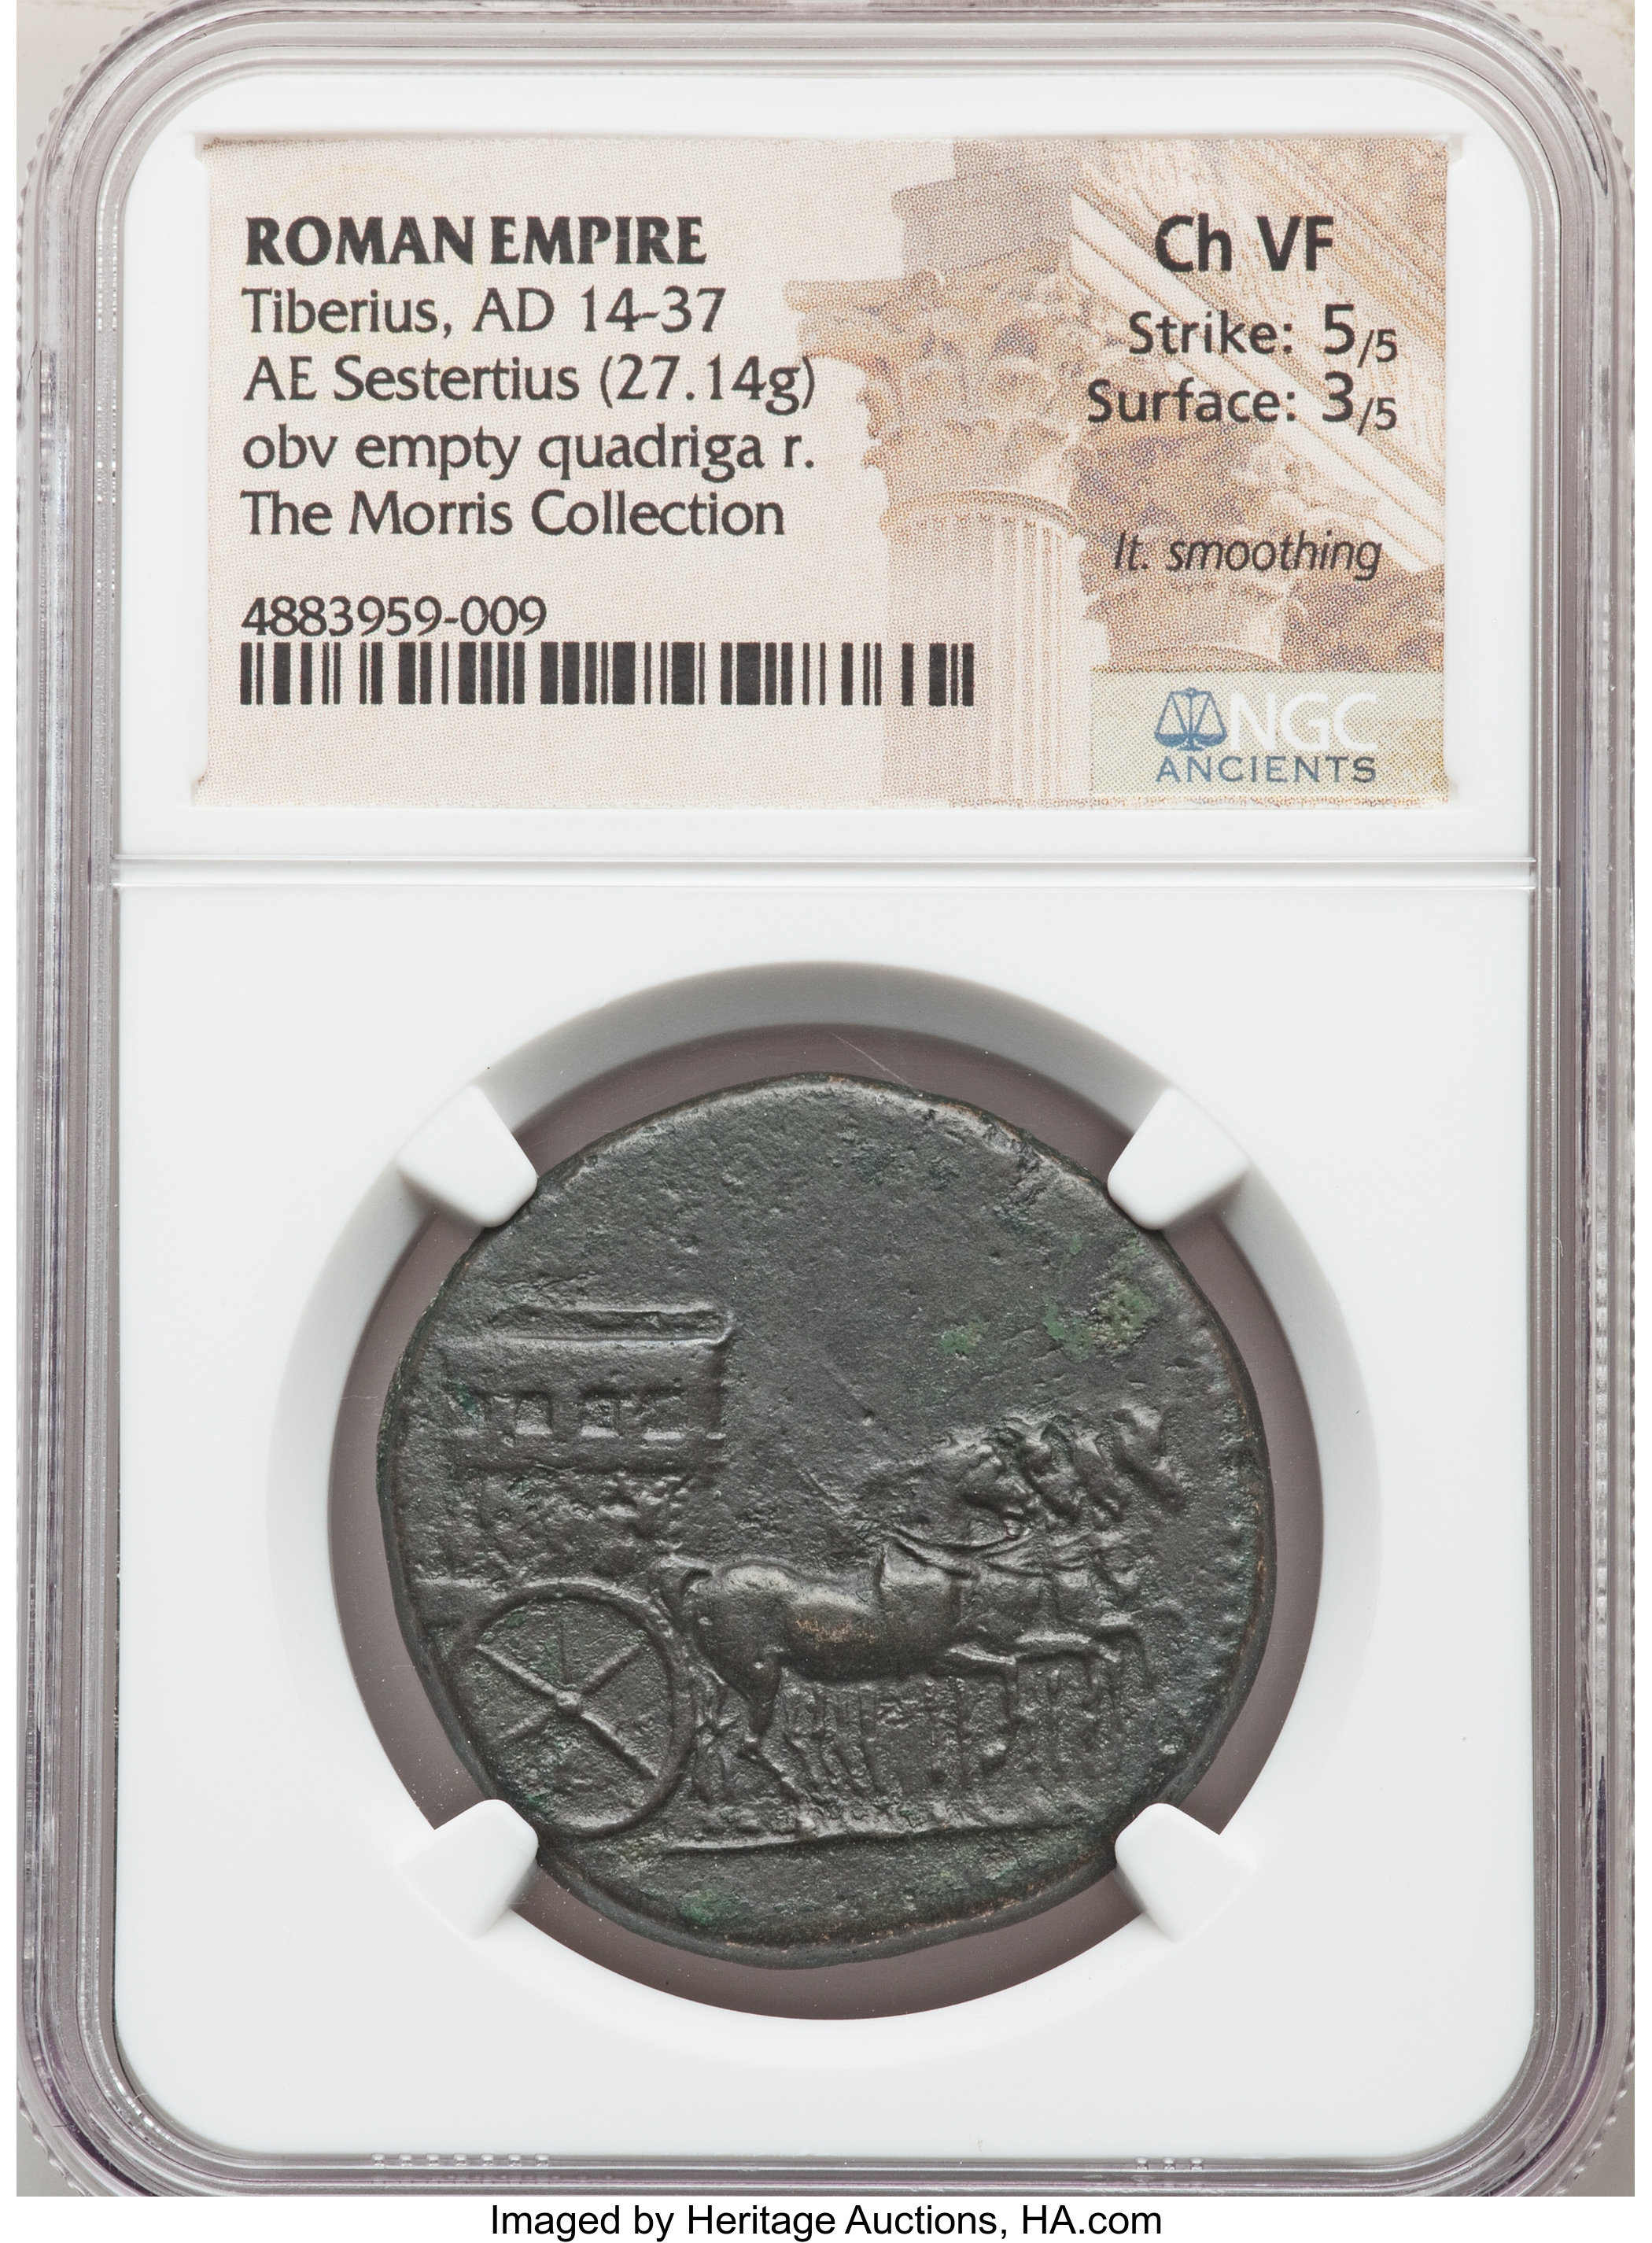 ROMAN EMPIRE
Tiberius, AD 14-37
AE Sestertius (27.14g)
obv empty quadriga r.
The Morris Collection
4883959-009
Ch VF
Strike: 5/5
Surface: 3/5
lt. smoothing
NGC
ANCIENTS
Imaged by Heritage Auctions, HA.com